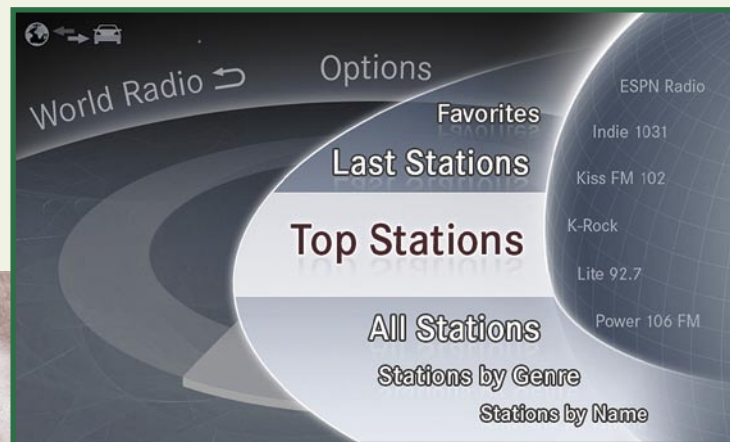 World Radio
Options
Favorites
Last Stations
Top Stations
All Stations
Stations by Genre
Stations by Name
ESPN Radio
Indie 1031
Kiss FM 102
K-Rock
Lite 92.7
Power 106 FM